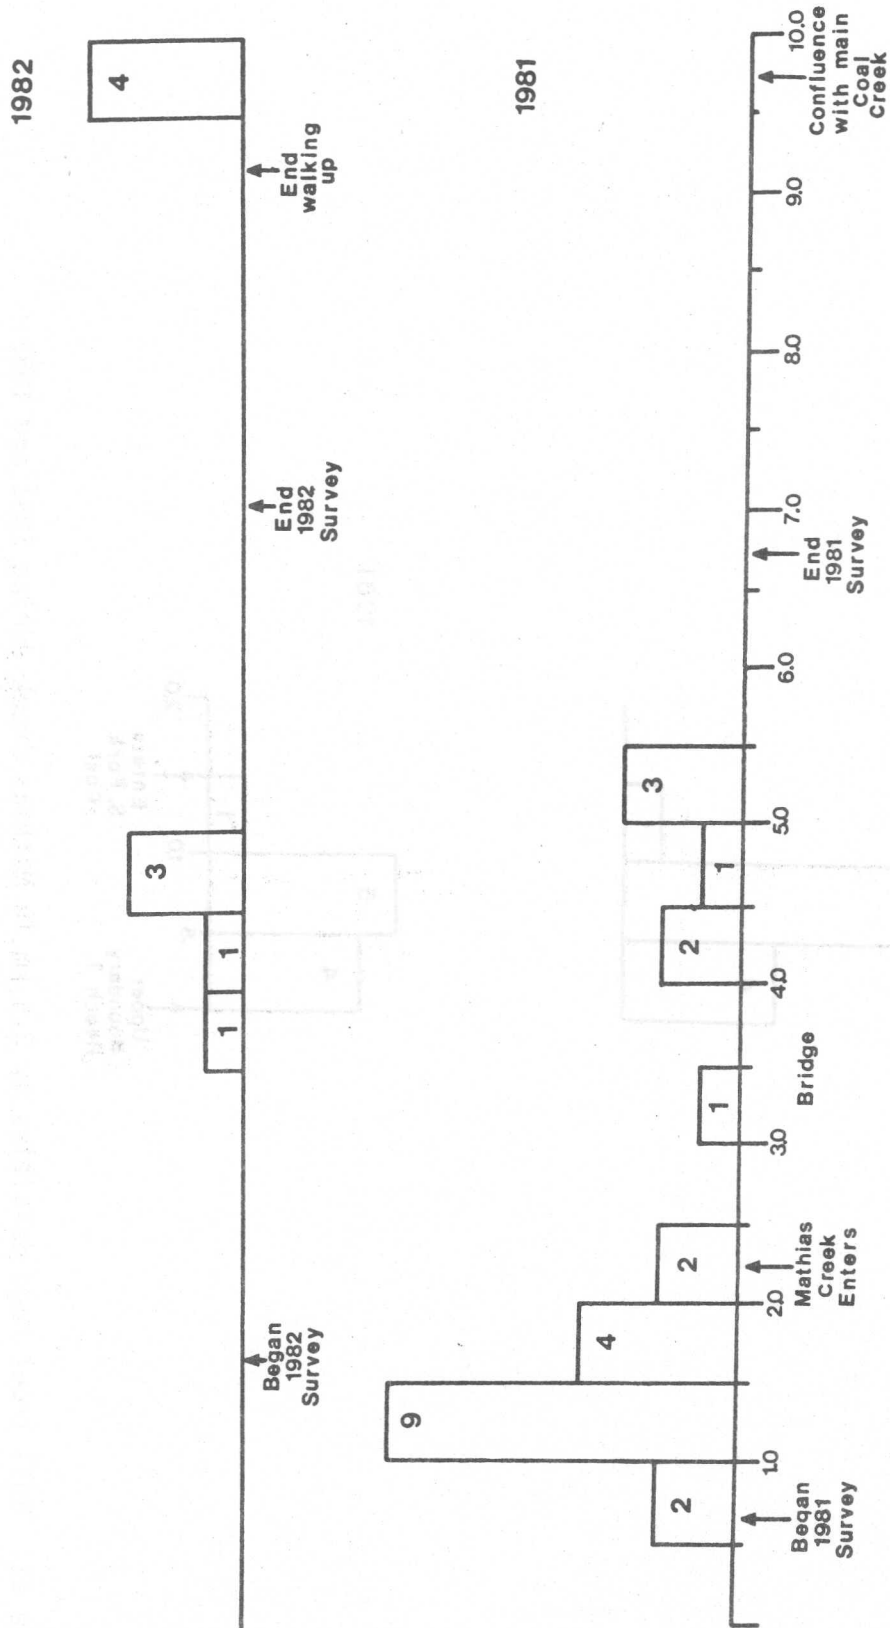 1982
1
1
3
4
Began
1982
Survey
End
1982
Survey
End
walking
up
1981
2
9
4
2
1
2
1
3
1.0
2.0
3.0
4.0
5.0
6.0
7.0
8.0
9.0
10.0
Began
1981
Survey
Mathias
Creek
Enters
Bridge
End
1981
Survey
Confluence
with main
Coal
Creek